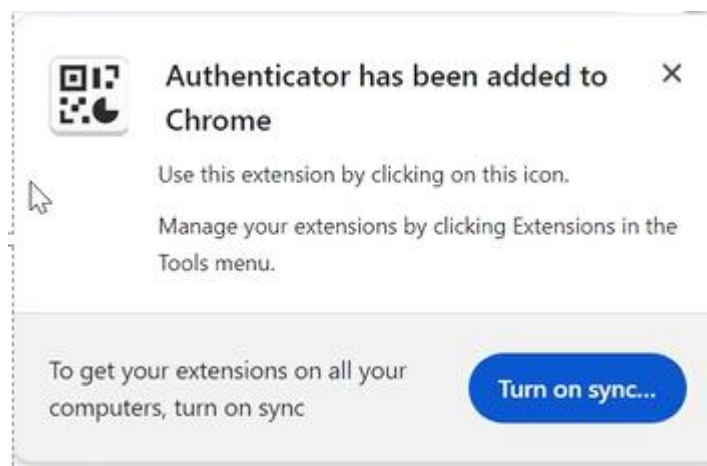 Authenticator has been added to
Chrome
Use this extension by clicking on this icon.
Manage your extensions by clicking Extensions in the
Tools menu.
To get your extensions on all your
computers, turn on sync
Turn on sync...